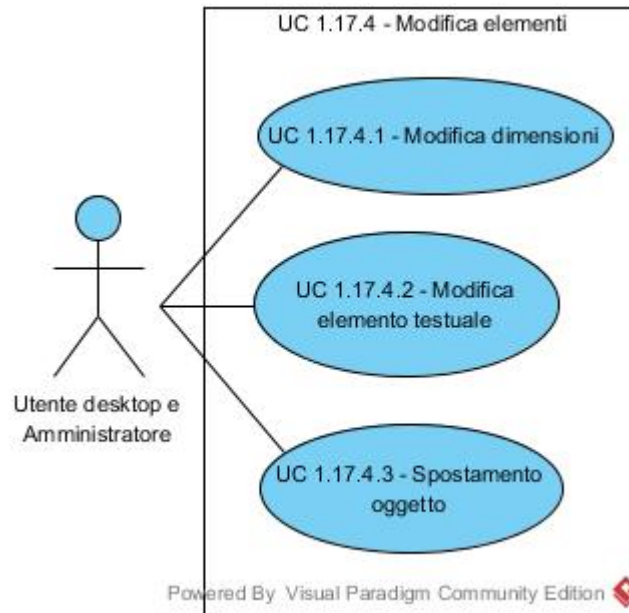 UC 1.17.4 - Modifica elementi
UC 1.17.4.1 - Modifica dimensioni
UC 1.17.4.2 - Modifica
elemento testuale
Utente desktop e
Amministratore
UC 1.17.4.3 - Spostamento
oggetto
Powered By Visual Paradigm Community Edition